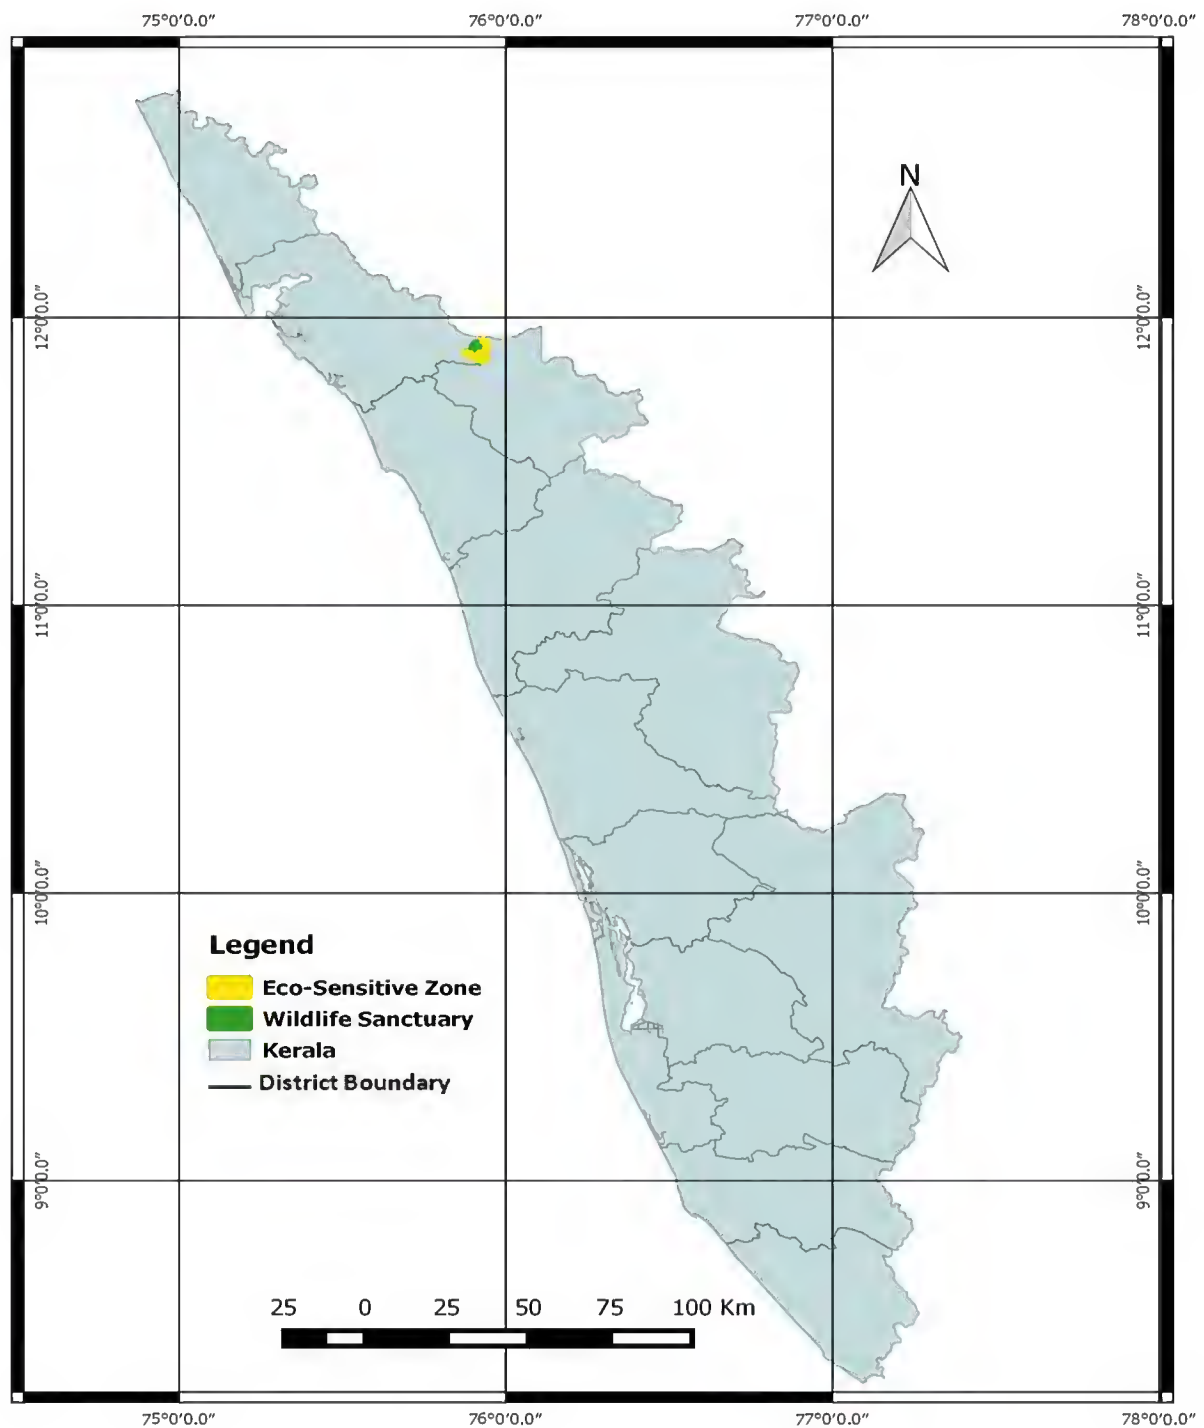 75°0'0.0" 76°0'0.0" 77°0'0.0" 78°0'0.0"
N
12°0'0.0" 12°0'0.0"
11°0'0.0" 11°0'0.0"
10°0'0.0" 10°0'0.0"
Legend
Eco-Sensitive Zone
Wildlife Sanctuary
Kerala
District Boundary
9°0'0.0" 9°0'0.0"
25 0 25 50 75 100 Km
75°0'0.0" 76°0'0.0" 77°0'0.0" 78°0'0.0"